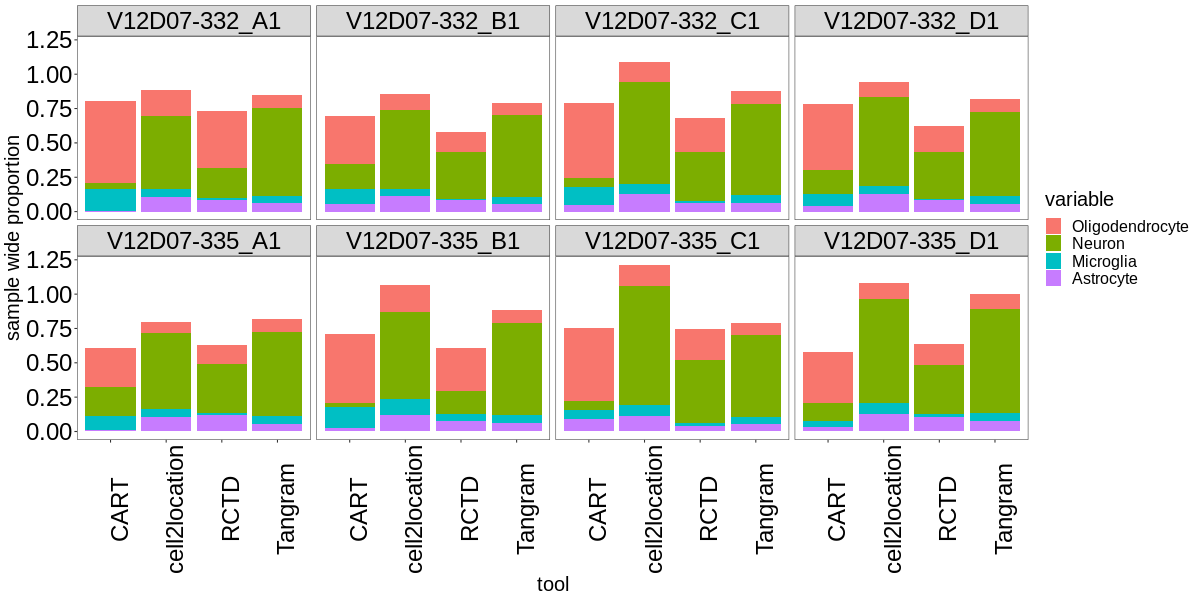 V12D07-332_A1 V12D07-332_B1 V12D07-332_C1 V12D07-332_D1
1.25
1.00
0.75
0.50
0.25
0.00
V12D07-335_A1 V12D07-335_B1 V12D07-335_C1 V12D07-335_D1
1.25
1.00
0.75
0.50
0.25
0.00
sample wide proportion
CART cell2location RCTD Tangram CART cell2location RCTD Tangram CART cell2location RCTD Tangram CART cell2location RCTD Tangram
tool
variable
Oligodendrocyte
Neuron
Microglia
Astrocyte